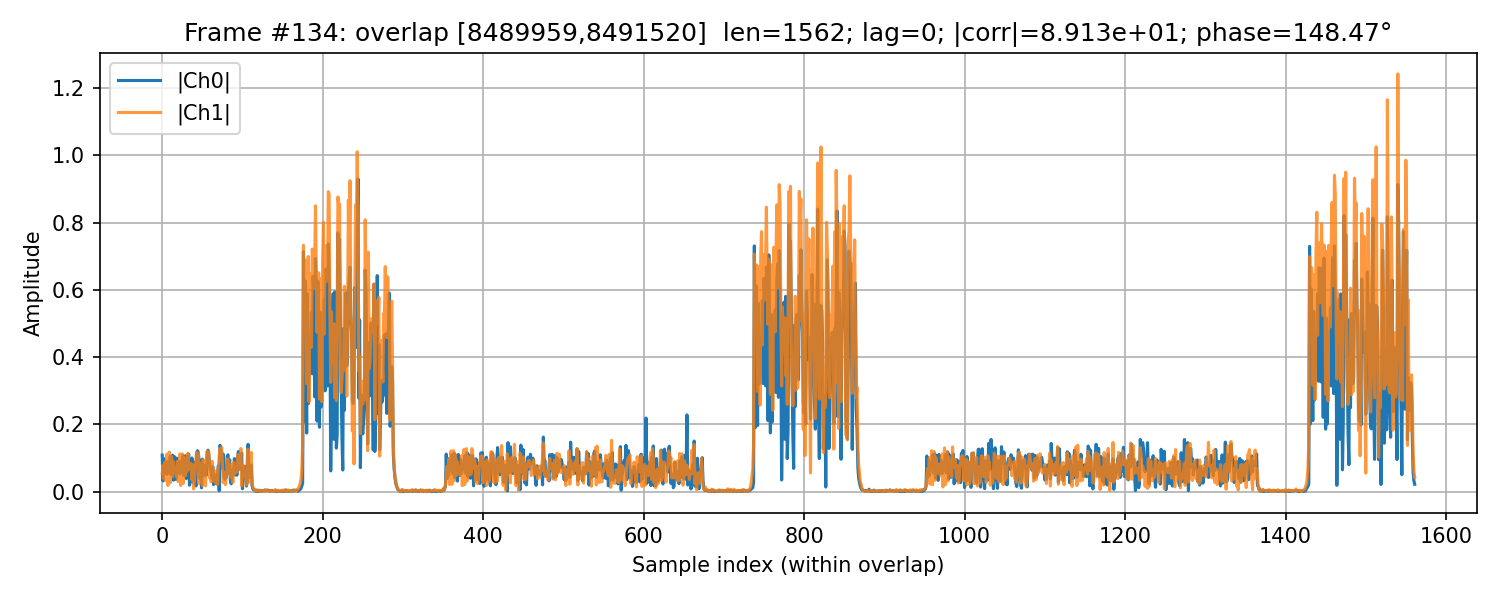 Frame #134: overlap [8489959,8491520]  len=1562; lag=0; |corr|=8.913e+01; phase=148.47°
|Ch0|
|Ch1|
Amplitude
1.2
1.0
0.8
0.6
0.4
0.2
0.0
0 200 400 600 800 1000 1200 1400 1600
Sample index (within overlap)